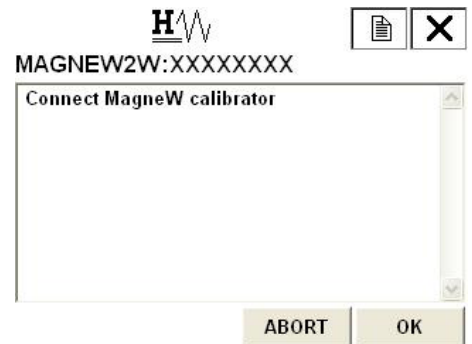 H
MAGNEW2W:XXXXXXXX
Connect MagneW calibrator
ABORT OK